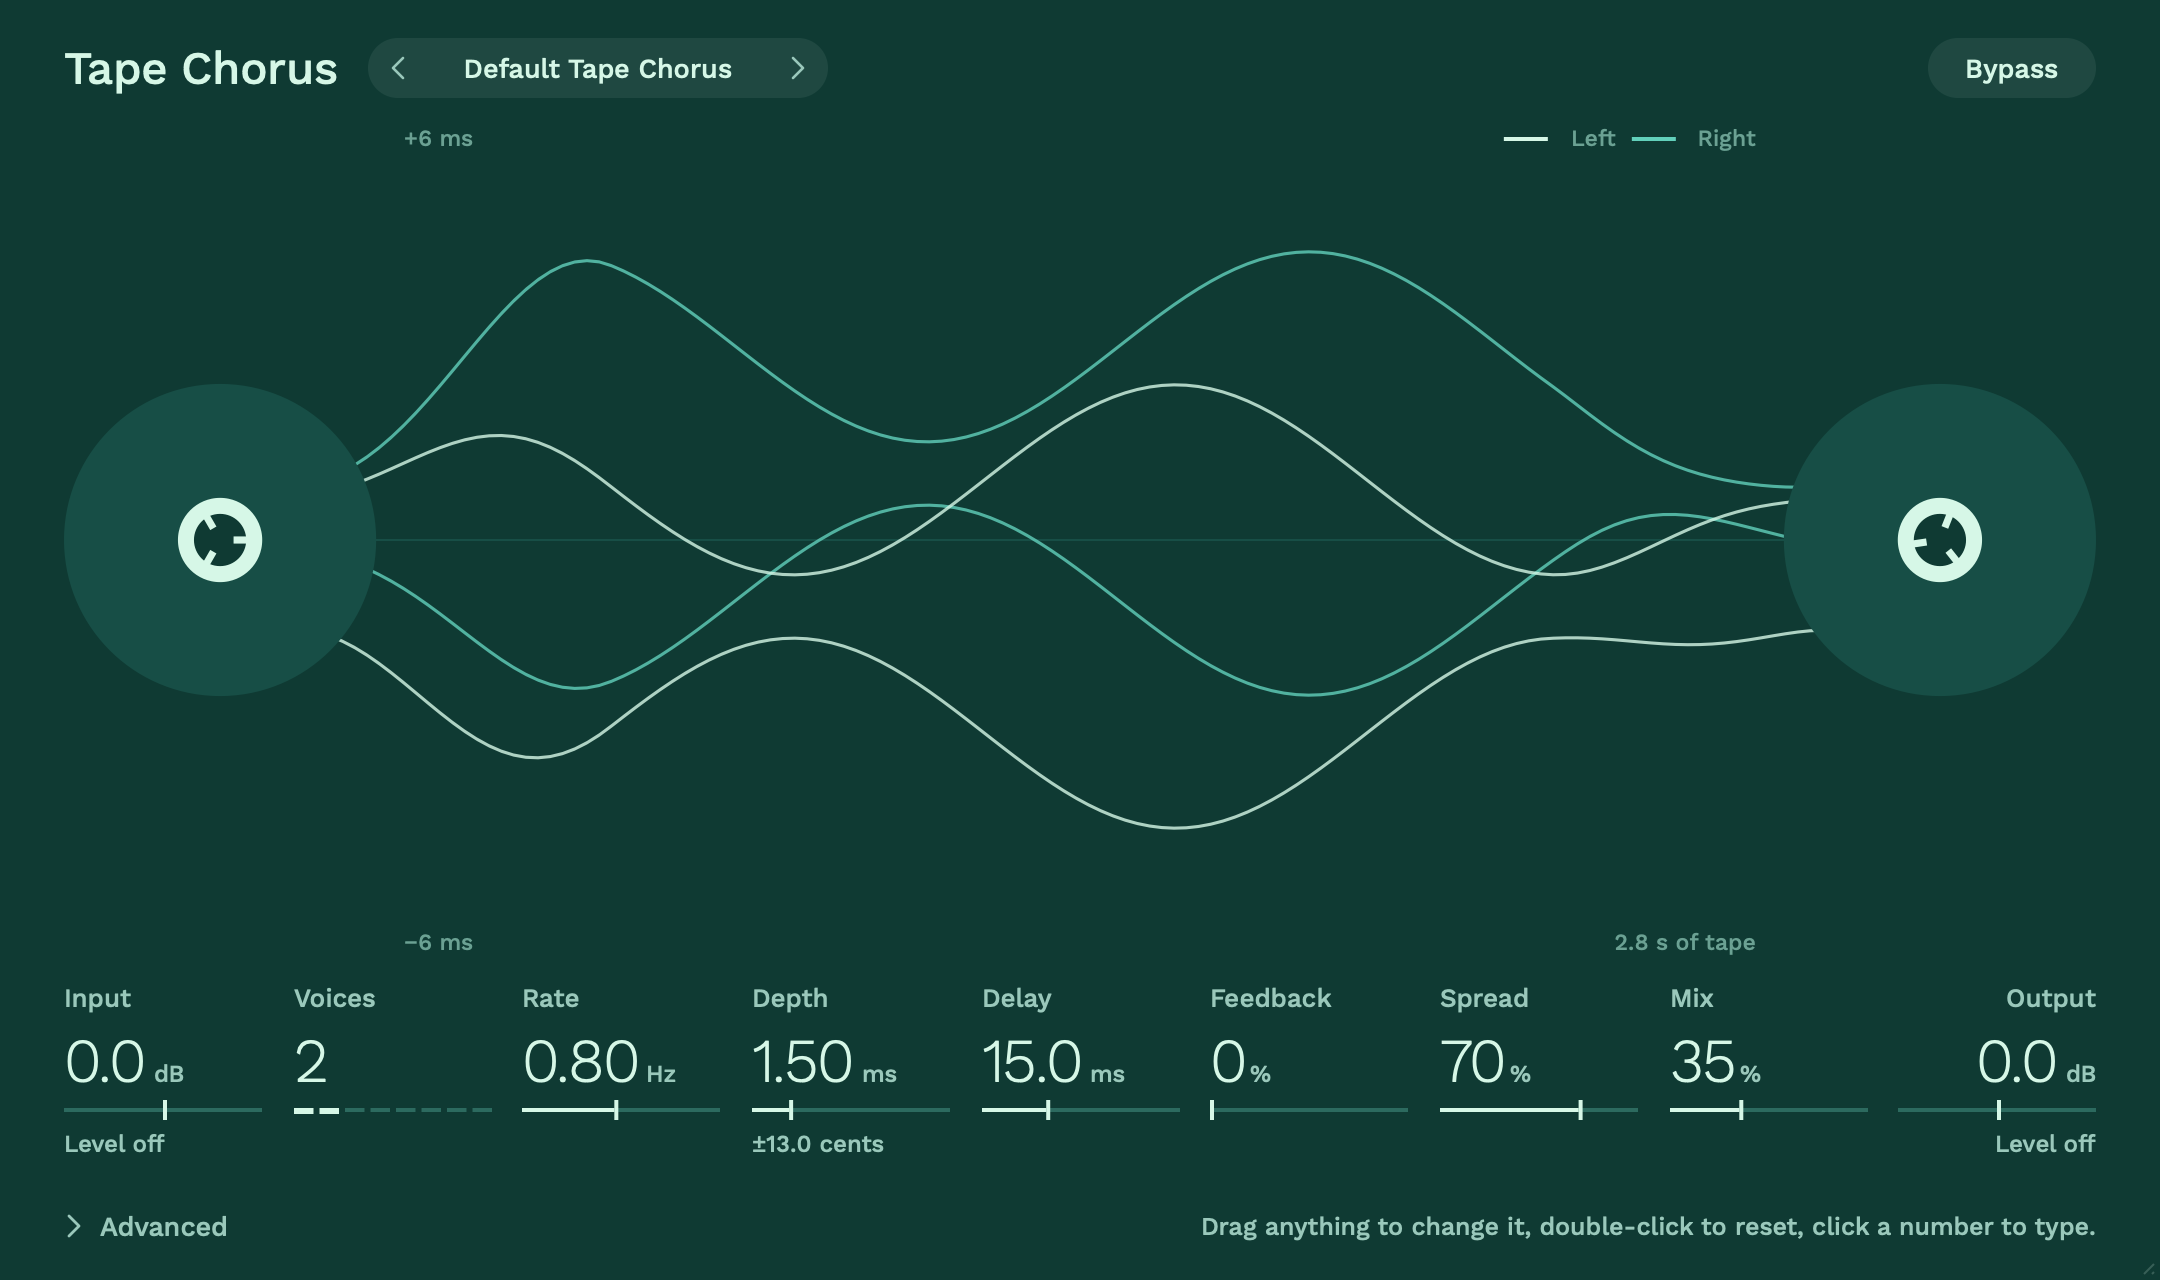 Tape Chorus
Default Tape Chorus
Bypass
+6 ms
Left
Right
−6 ms
2.8 s of tape
Input
Voices
Rate
Depth
Delay
Feedback
Spread
Mix
Output
0.0 dB
2
0.80 Hz
1.50 ms
15.0 ms
0 %
70 %
35 %
0.0 dB
Level off
±13.0 cents
Level off
Advanced
Drag anything to change it, double-click to reset, click a number to type.